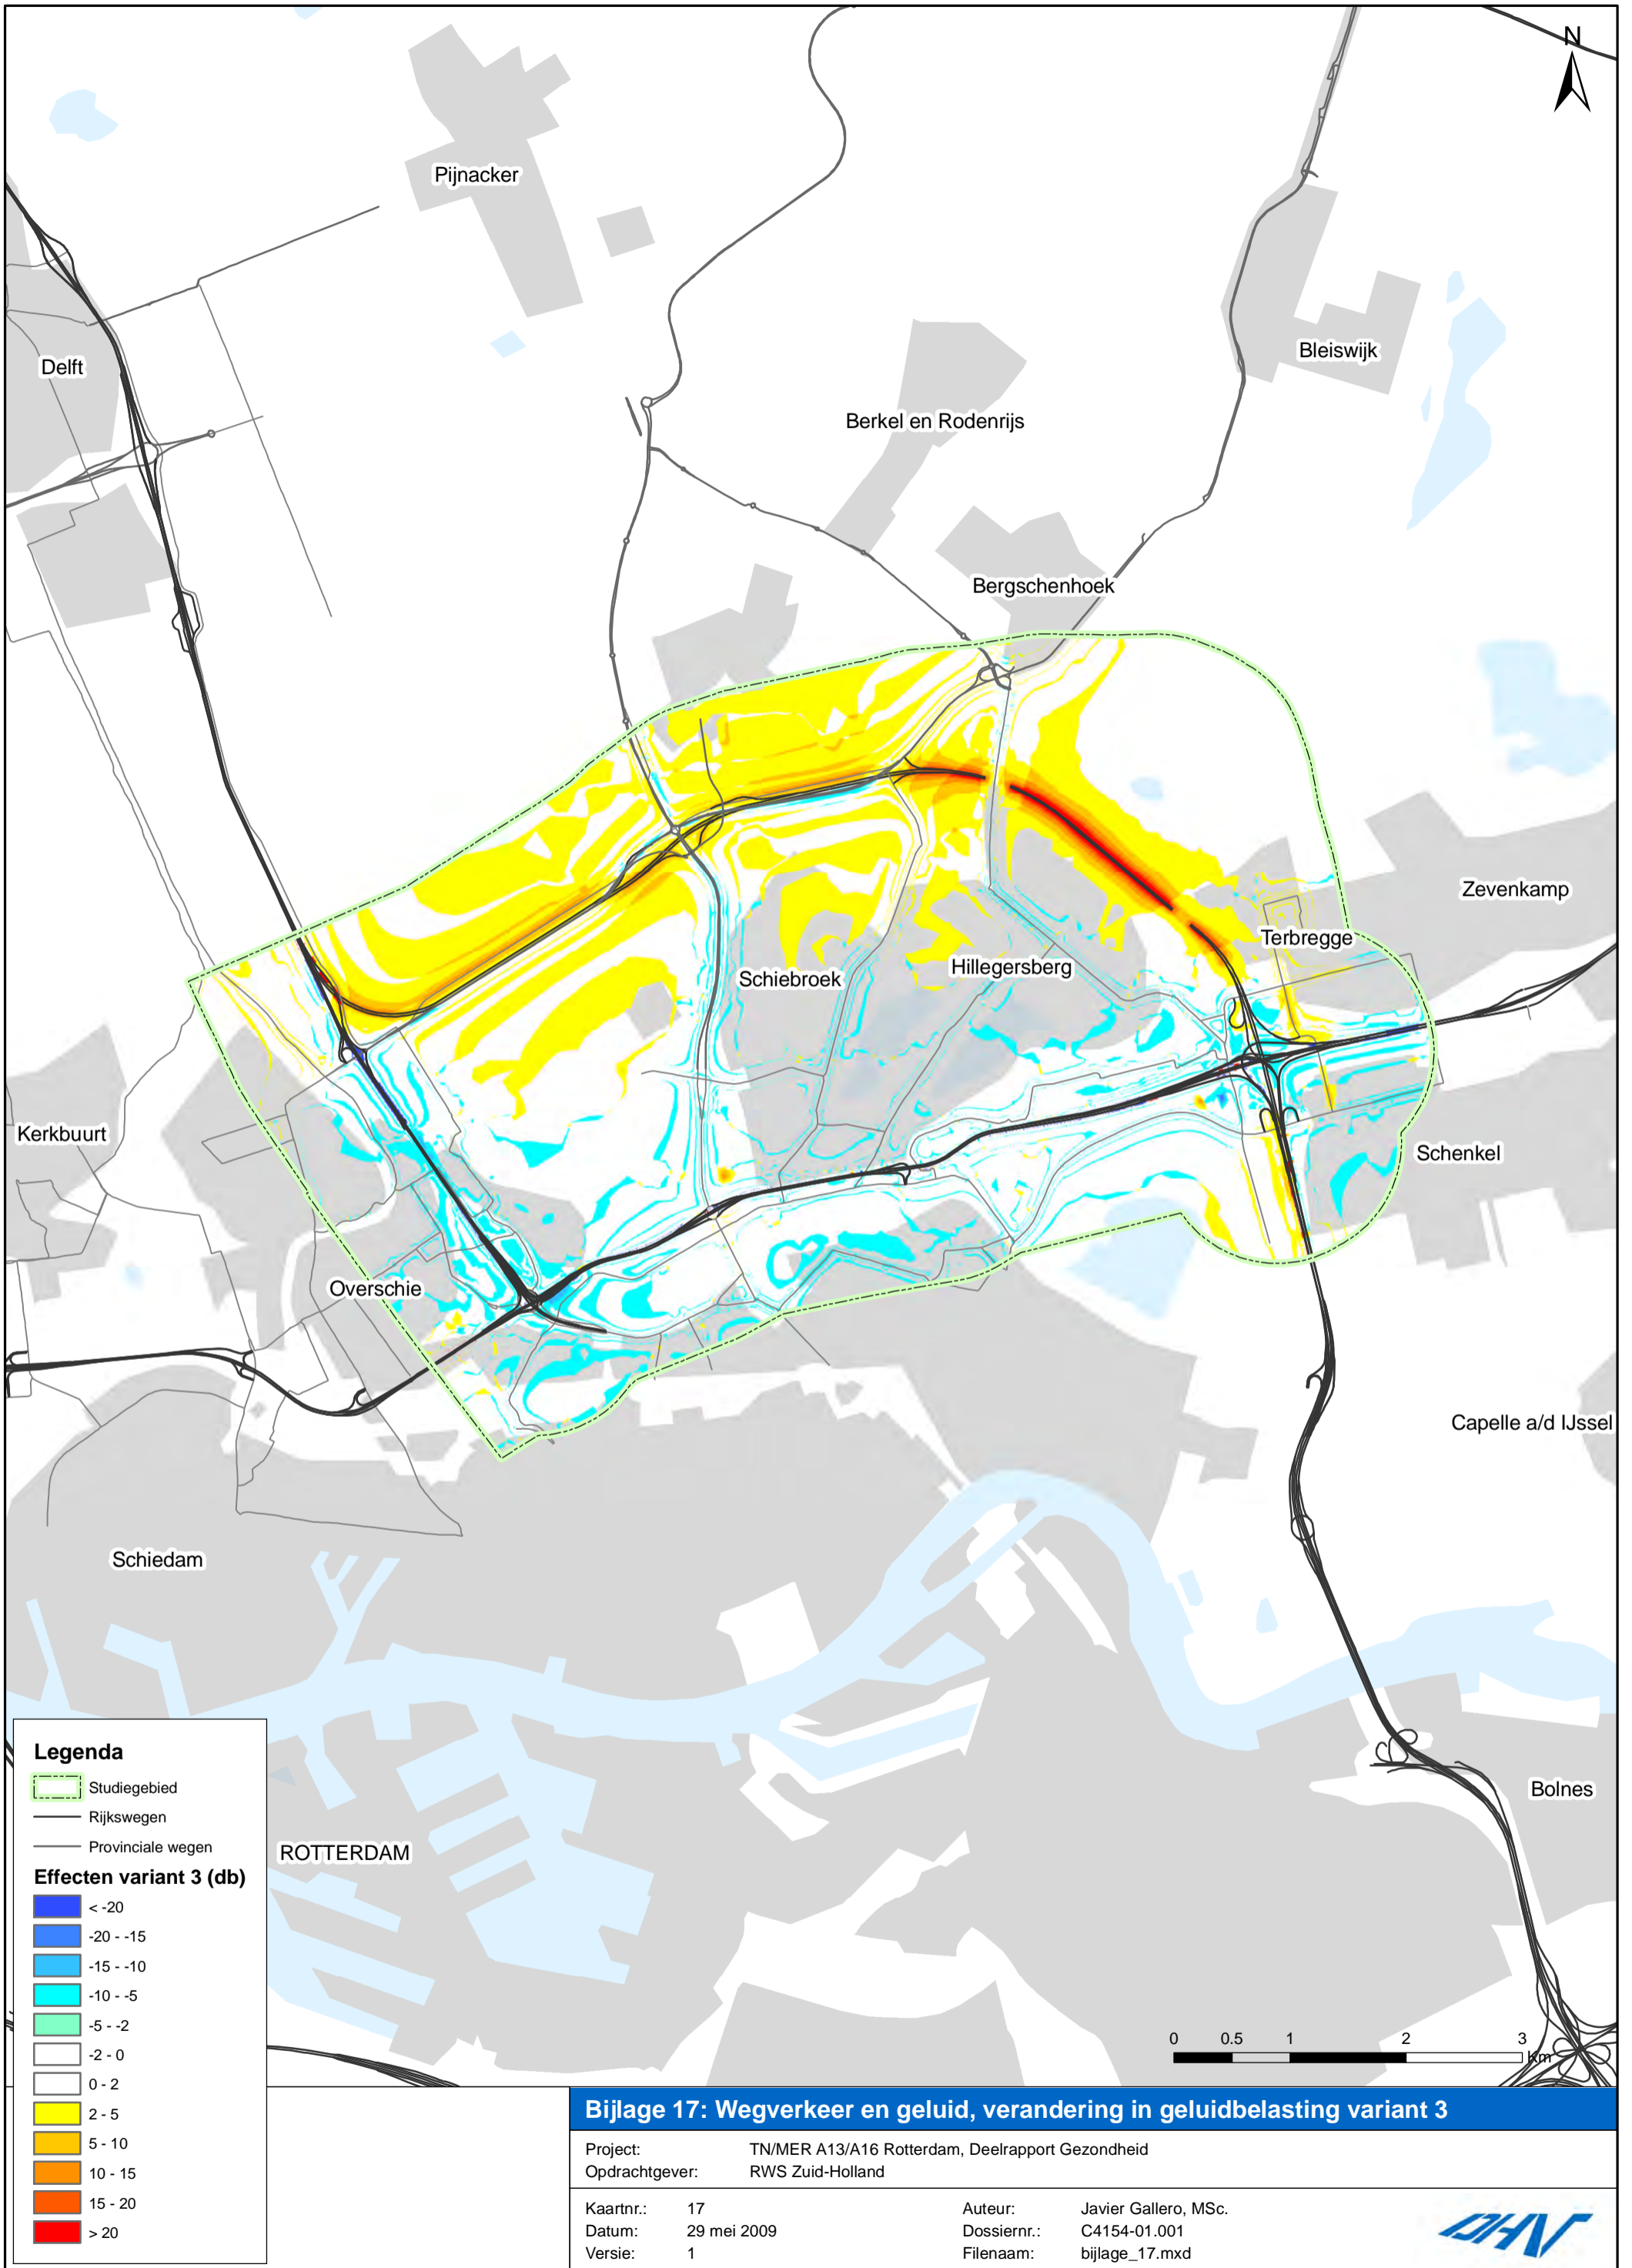 N
Pijnacker
Delft
Bleiswijk
Berkel en Rodenrijs
Bergschenhoek
Zevenkamp
Terbregge
Hillegersberg
Schiebroek
Kerkbuurt
Schenkel
Overschie
Capelle a/d IJssel
Schiedam
Bolnes
ROTTERDAM
Legenda
Studiegebied
Rijkswegen
Provinciale wegen
Effecten variant 3 (db)
< -20
-20 - -15
-15 - -10
-10 - -5
-5 - -2
-2 - 0
0 - 2
2 - 5
5 - 10
10 - 15
15 - 20
> 20
0 0.5 1 2 3
Km
Bijlage 17: Wegverkeer en geluid, verandering in geluidbelasting variant 3
Project: TN/MER A13/A16 Rotterdam, Deelrapport Gezondheid
Opdrachtgever: RWS Zuid-Holland
Kaartnr.: 17 Auteur: Javier Gallero, MSc.
Datum: 29 mei 2009 Dossiernr.: C4154-01.001
Versie: 1 Filenaam: bijlage_17.mxd
DHV